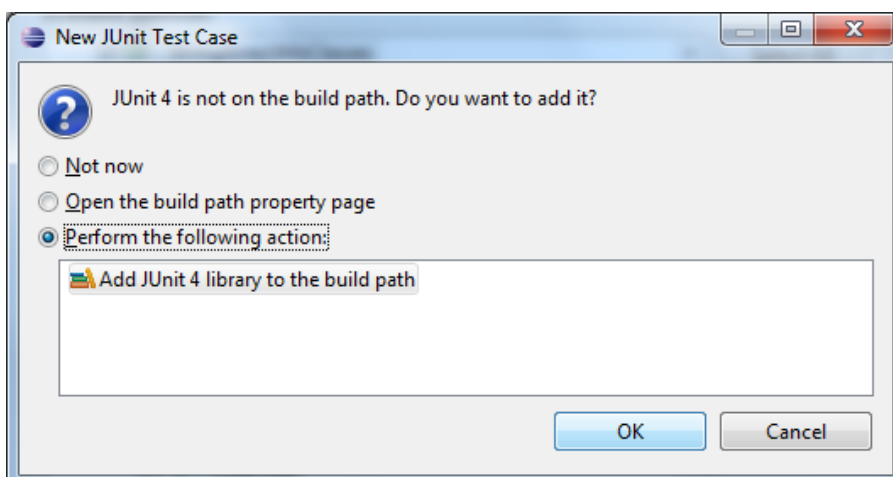 New JUnit Test Case
JUnit 4 is not on the build path. Do you want to add it?
Not now
Open the build path property page
Perform the following action:
Add JUnit 4 library to the build path
OK
Cancel